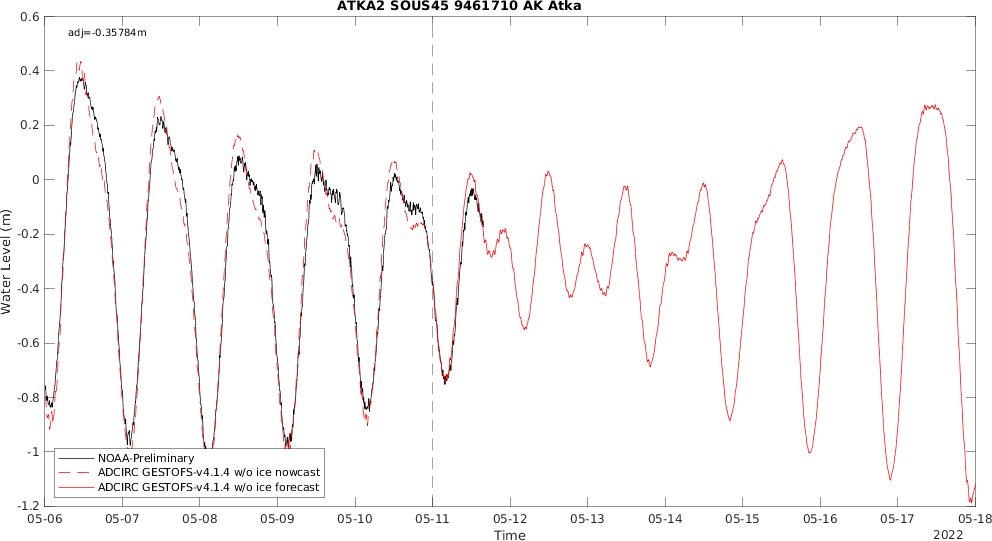 ATKA2 SOUS45 9461710 AK Atka
adj=-0.35784m
0.6
0.4
0.2
0
-0.2
-0.4
-0.6
-0.8
-1
-1.2
Water Level (m)
NOAA-Preliminary
ADCIRC GESTOFS-v4.1.4 w/o ice nowcast
ADCIRC GESTOFS-v4.1.4 w/o ice forecast
05-06 05-07 05-08 05-09 05-10 05-11 05-12 05-13 05-14 05-15 05-16 05-17 05-18
Time
2022